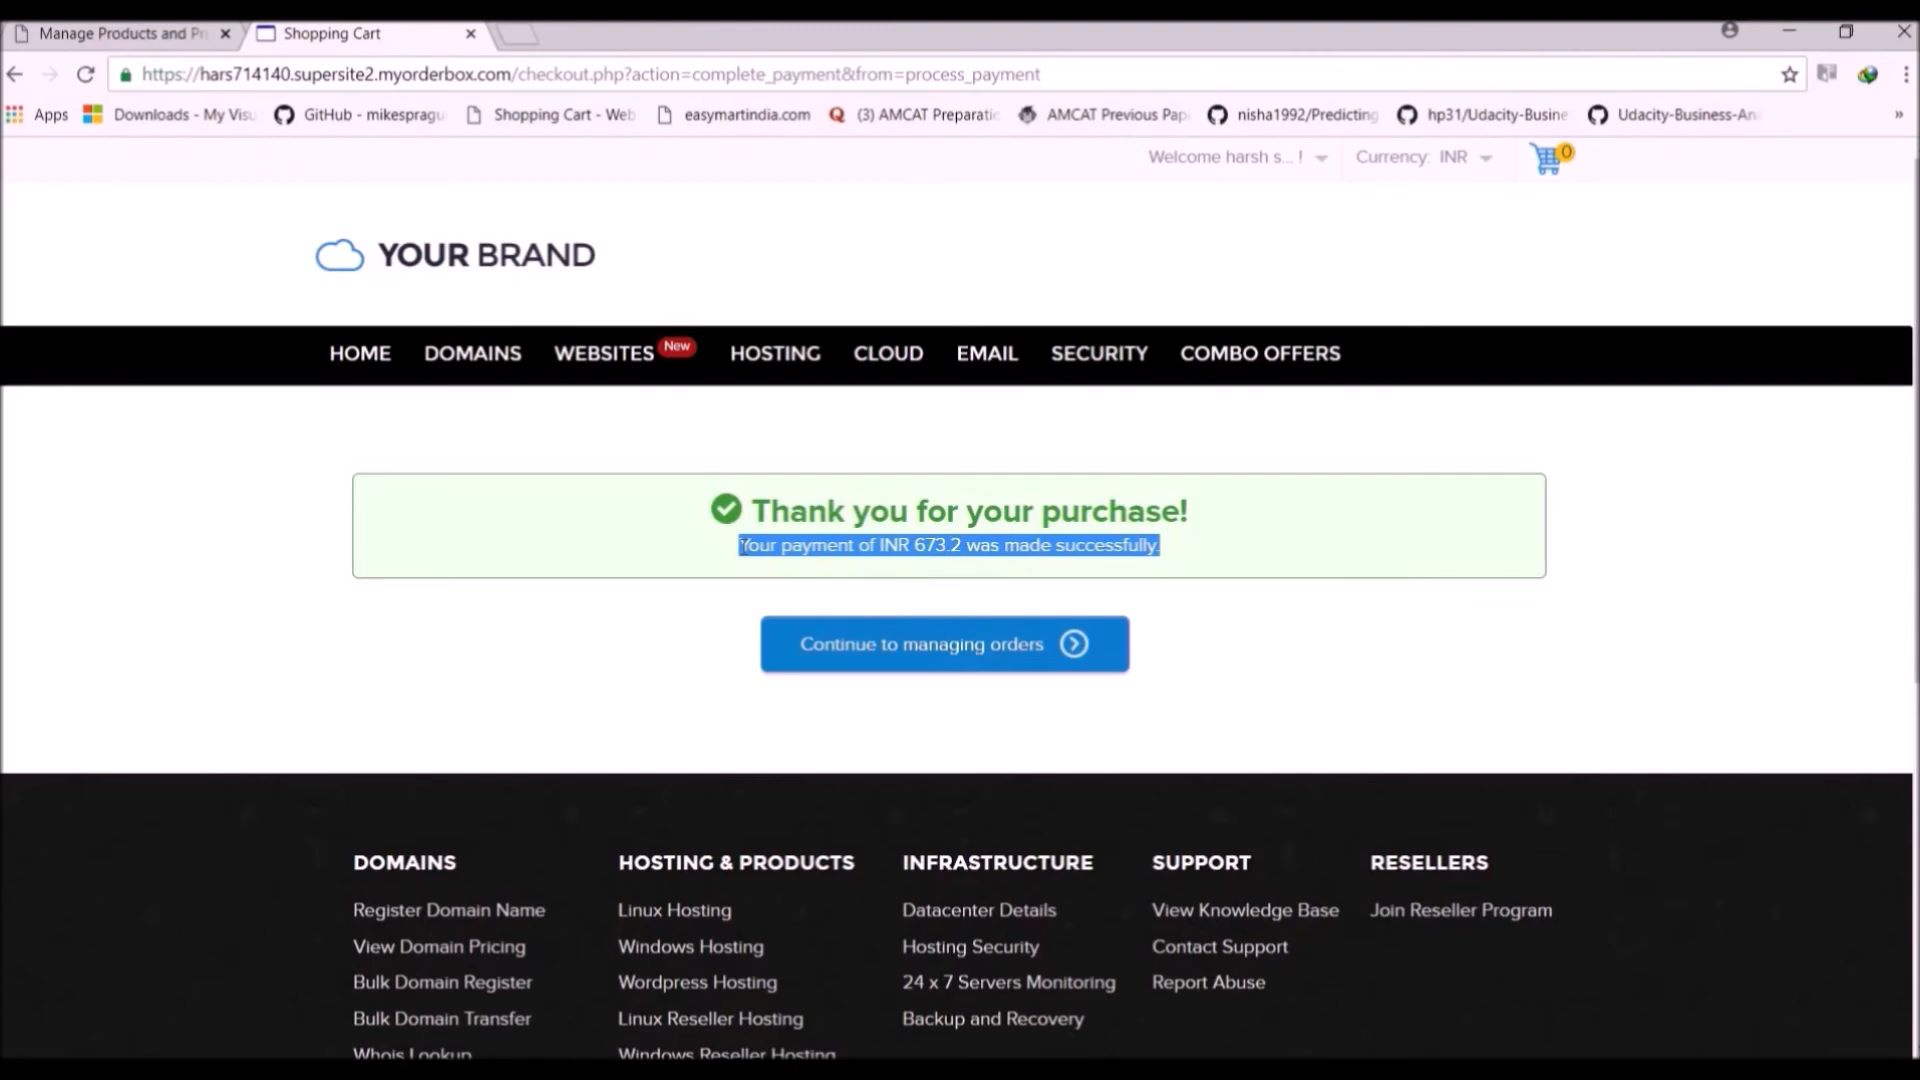 Manage Products and Pr
Shopping Cart
https://hars714140.supersite2.myorderbox.com/checkout.php?action=complete_payment&from=process_payment
Apps Downloads - My Visu GitHub - mikespragu Shopping Cart - Web easymartindia.com (3) AMCAT Preparatio AMCAT Previous Pap nisha1992/Predicting hp31/Udacity-Busine Udacity-Business-An »
Welcome harsh s... ! Currency: INR 0
YOUR BRAND
HOME DOMAINS WEBSITES New HOSTING CLOUD EMAIL SECURITY COMBO OFFERS
Thank you for your purchase!
Your payment of INR 673.2 was made successfully.
Continue to managing orders
DOMAINS HOSTING & PRODUCTS INFRASTRUCTURE SUPPORT RESELLERS
Register Domain Name Linux Hosting Datacenter Details View Knowledge Base Join Reseller Program
View Domain Pricing Windows Hosting Hosting Security Contact Support
Bulk Domain Register Wordpress Hosting 24 x 7 Servers Monitoring Report Abuse
Bulk Domain Transfer Linux Reseller Hosting Backup and Recovery
Whois Lookup Windows Reseller Hosting